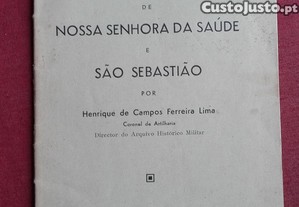 CustoJusto.pt
DE
NOSSA SENHORA DA SAÚDE
E
SÃO SEBASTIÃO
POR
Henrique de Campos Ferreira Lima
Coronel de Artilharia
Director do Arquivo Histórico Militar